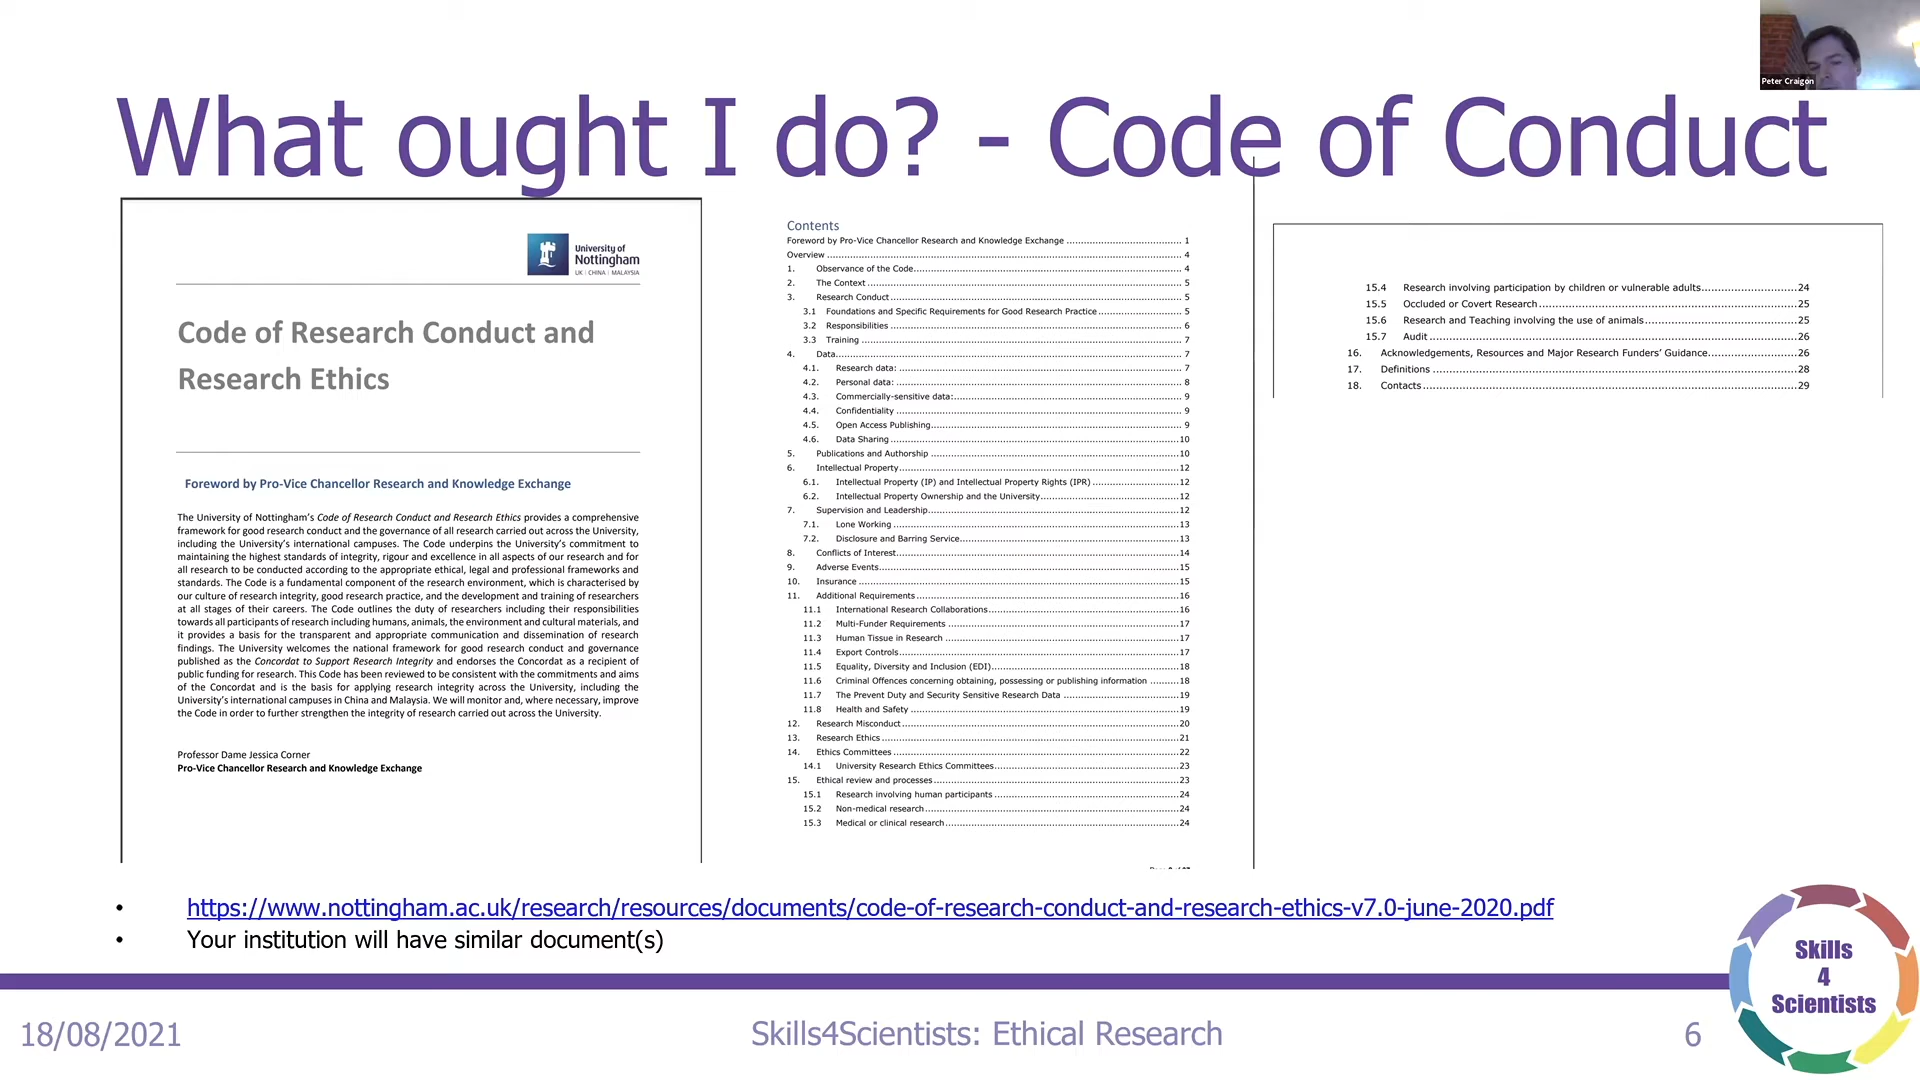 Peter Craigon
What ought I do? - Code of Conduct
University of
Nottingham
UK | CHINA | MALAYSIA
Code of Research Conduct and
Research Ethics
Foreword by Pro-Vice Chancellor Research and Knowledge Exchange
The University of Nottingham's Code of Research Conduct and Research Ethics provides a comprehensive
framework for good research conduct and the governance of all research carried out across the University,
including the University's international campuses. The Code underpins the University's commitment to
maintaining the highest standards of integrity, rigour and excellence in all aspects of our research and for
all research to be conducted according to the appropriate ethical, legal and professional frameworks and
standards. The Code is a fundamental component of the research environment, which is characterised by
our culture of research integrity, good research practice, and the development and training of researchers
at all stages of their careers. The Code outlines the duty of researchers including their responsibilities
towards all participants of research including humans, animals, the environment and cultural materials, and
it provides a basis for the transparent and appropriate communication and dissemination of research
findings. The University welcomes the national framework for good research conduct and governance
published as the Concordat to Support Research Integrity and endorses the Concordat as a recipient of
public funding for research. This Code has been reviewed to be consistent with the commitments and aims
of the Concordat and is the basis for applying research integrity across the University, including the
University's international campuses in China and Malaysia. We will monitor and, where necessary, improve
the Code in order to further strengthen the integrity of research carried out across the University.
Professor Dame Jessica Corner
Pro-Vice Chancellor Research and Knowledge Exchange
Contents
Foreword by Pro-Vice Chancellor Research and Knowledge Exchange ........ 1
Overview ........ 4
1. Observance of the Code ........ 4
2. The Context ........ 5
3. Research Conduct ........ 5
3.1 Foundations and Specific Requirements for Good Research Practice ........ 5
3.2 Responsibilities ........ 6
3.3 Training ........ 7
4. Data ........ 7
4.1. Research data: ........ 7
4.2. Personal data: ........ 8
4.3. Commercially-sensitive data: ........ 9
4.4. Confidentiality ........ 9
4.5. Open Access Publishing ........ 9
4.6. Data Sharing ........ 10
5. Publications and Authorship ........ 10
6. Intellectual Property ........ 12
6.1. Intellectual Property (IP) and Intellectual Property Rights (IPR) ........ 12
6.2. Intellectual Property Ownership and the University ........ 12
7. Supervision and Leadership ........ 12
7.1. Lone Working ........ 13
7.2. Disclosure and Barring Service ........ 13
8. Conflicts of Interest ........ 14
9. Adverse Events ........ 15
10. Insurance ........ 15
11. Additional Requirements ........ 16
11.1 International Research Collaborations ........ 16
11.2 Multi-Funder Requirements ........ 17
11.3 Human Tissue in Research ........ 17
11.4 Export Controls ........ 17
11.5 Equality, Diversity and Inclusion (EDI) ........ 18
11.6 Criminal Offences concerning obtaining, possessing or publishing information ........ 18
11.7 The Prevent Duty and Security Sensitive Research Data ........ 19
11.8 Health and Safety ........ 19
12. Research Misconduct ........ 20
13. Research Ethics ........ 21
14. Ethics Committees ........ 22
14.1 University Research Ethics Committees ........ 23
15. Ethical review and processes ........ 23
15.1 Research involving human participants ........ 24
15.2 Non-medical research ........ 24
15.3 Medical or clinical research ........ 24
15.4 Research involving participation by children or vulnerable adults ........ 24
15.5 Occluded or Covert Research ........ 25
15.6 Research and Teaching involving the use of animals ........ 25
15.7 Audit ........ 26
16. Acknowledgements, Resources and Major Research Funders' Guidance ........ 26
17. Definitions ........ 28
18. Contacts ........ 29
• https://www.nottingham.ac.uk/research/resources/documents/code-of-research-conduct-and-research-ethics-v7.0-june-2020.pdf
• Your institution will have similar document(s)
Skills
4
Scientists
18/08/2021
Skills4Scientists: Ethical Research
6